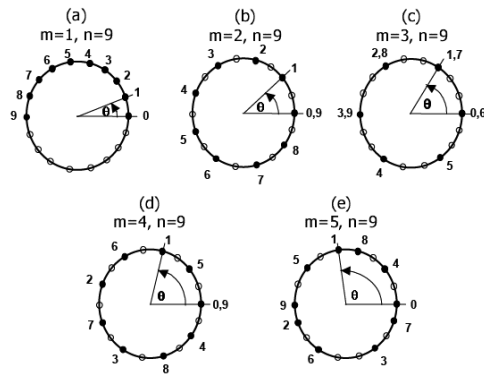 (a)
m=1, n=9
5 4 3 2 1 0 6 7 8 9 θ
(b)
m=2, n=9
3 2 1 4 0,9 5 8 6 7 θ
(c)
m=3, n=9
2,8 1,7 3,9 0,6 4 5 θ
(d)
m=4, n=9
6 1 5 2 0,9 7 4 3 8 θ
(e)
m=5, n=9
1 8 4 5 9 0 2 7 6 3 θ